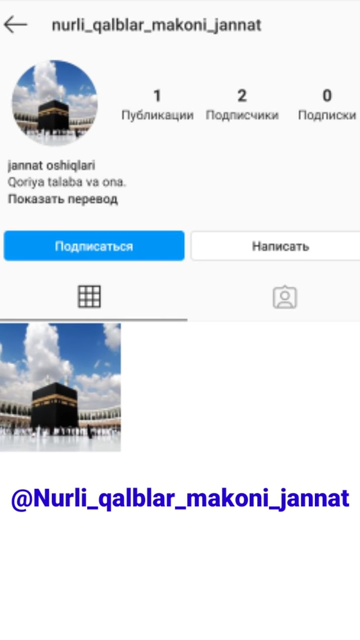 nurli_qalblar_makoni_jannat
1 2 0
Публикации Подписчики Подписки
jannat oshiqlari
Qoriya talaba va ona.
Показать перевод
Подписаться Написать
@Nurli_qalblar_makoni_jannat